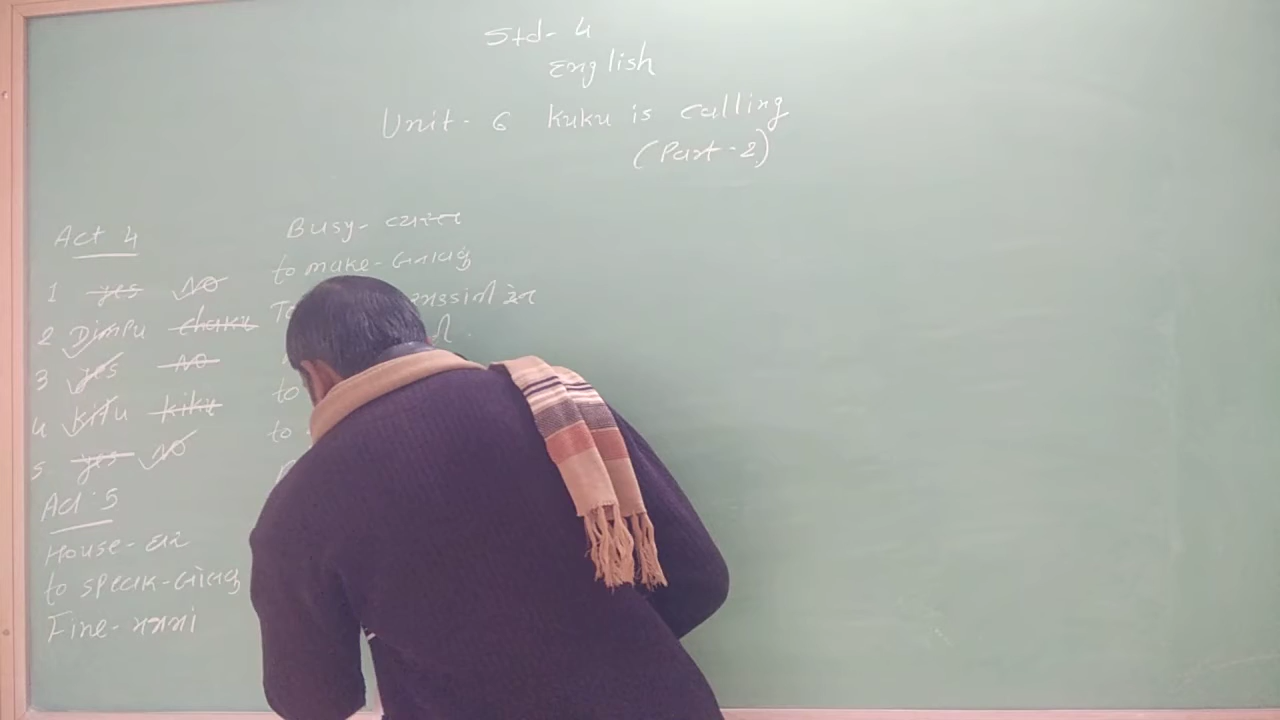 Std- 4
English
Unit- 6 kuku is calling
(Part-2)
Act 4
1 yes NO
2 Dimpu chaku
3 yes NO
4 kitu kiku
5 yes NO
Act 5
House- ઘર
to speak-બોલવું
Fine-
Busy- વ્યસ્ત
to make- બનાવવું
to
to